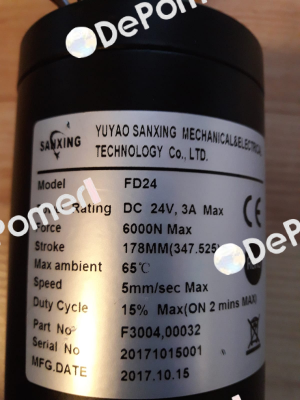 DePomer
SANXING
YUYAO SANXING MECHANICAL&ELECTRICAL
TECHNOLOGY Co., LTD.
Model FD24
Rating DC 24V, 3A Max
Force 6000N Max
Stroke 178MM(347.525
Max ambient 65℃
Speed 5mm/sec Max
Duty Cycle 15% Max(ON 2 mins MAX)
Part No F3004,00032
Serial No 20171015001
MFG.DATE 2017.10.15
CE
DePomer
DePomer
DePomer